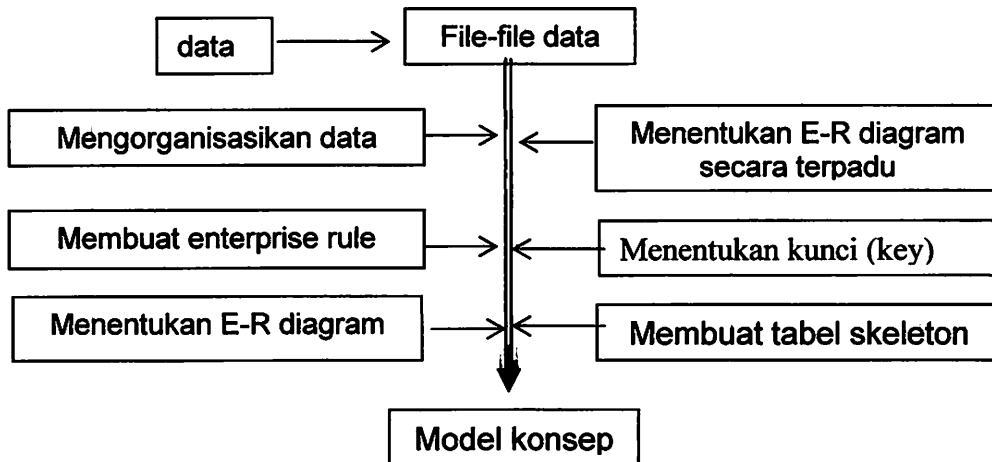 data
File-file data
Mengorganisasikan data
Menentukan E-R diagram
secara terpadu
Membuat enterprise rule
Menentukan kunci (key)
Menentukan E-R diagram
Membuat tabel skeleton
Model konsep